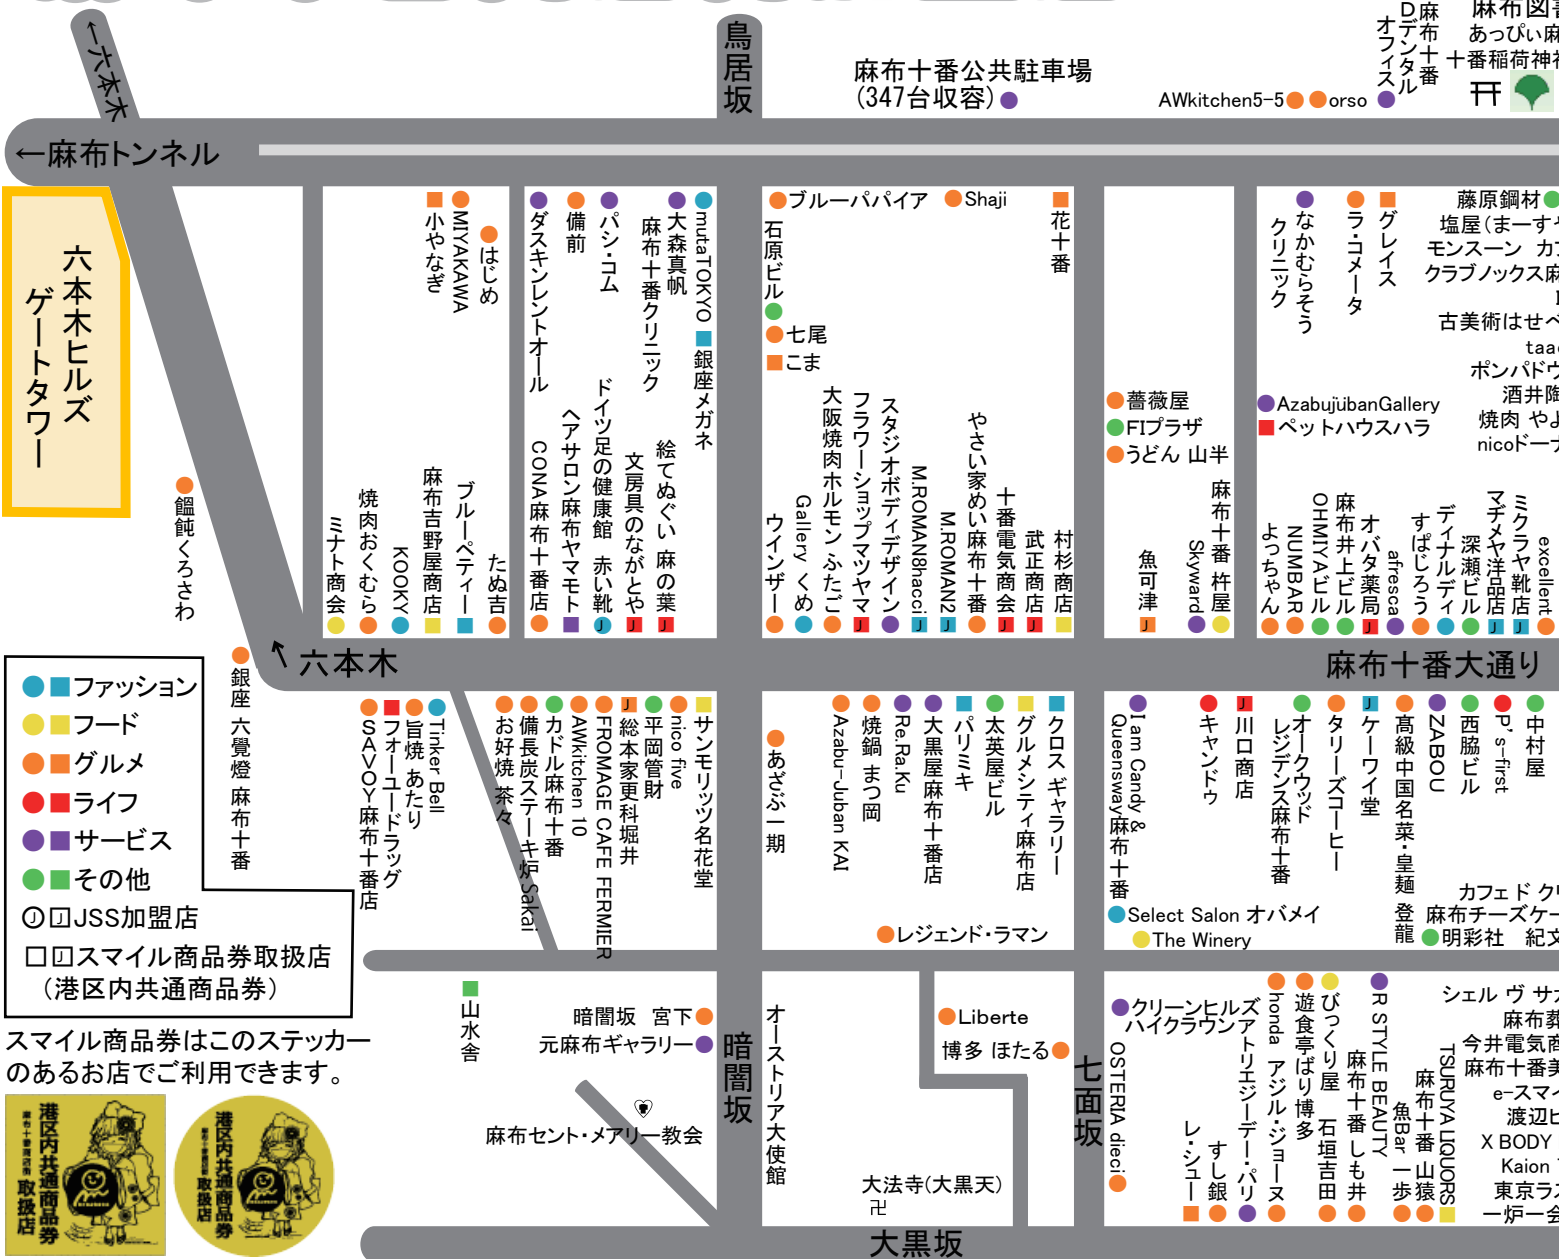 ←六本木
鳥居坂
麻布十番公共駐車場
(347台収容)
AWkitchen5-5
orso
麻布十番
Dデンタル
オフィス
あっぴぃ麻
十番稲荷神社
←麻布トンネル
六本木ヒルズ
ゲートタワー
小やなぎ
MIYAKAWA
はじめ
ダスキンレントオール
備前
パシ・コム
麻布十番クリニック
大森真帆
mutaTOKYO
銀座メガネ
ブルーパパイア
Shaji
花十番
石原ビル
七尾
こま
なかむらそう
クリニック
ラ・コメータ
グレイス
藤原鋼材
塩屋(まーすや
モンスーン カフ
クラブノックス麻
古美術はせべ
taa
ポンパドウ
酒井陶
焼肉 やよ
nicoドーナ
薔薇屋
FIプラザ
うどん 山半
AzabujubanGallery
ペットハウスハラ
饂飩くろさわ
ミナト商会
焼肉おくむら
KOOKY
麻布吉野屋商店
ブルーペティー
たぬ吉
CONA麻布十番店
ヘアサロン麻布ヤマモト
ドイツ足の健康館 赤い靴
文房具のながとや
絵てぬぐい 麻の葉
ウインザー
Gallery くめ
大阪焼肉ホルモン ふたご
フラワーショップマツヤマ
スタジオボディデザイン
M.ROMAN8hacci
M.ROMAN2
やさい家めい麻布十番
十番電気商会
武正商店
村杉商店
魚可津
Skyward
麻布十番 杵屋
よっちゃん
NUMBAR
OHMIYAビル
麻布井上ビル
オバタ薬局
afresca
すぱじろう
ディナルディ
深瀬ビル
マヂメヤ洋品店
ミクラヤ靴店
excellent
↖六本木
麻布十番大通り
銀座 六覺燈 麻布十番
ファッション
フード
グルメ
ライフ
サービス
その他
JJJSS加盟店
□Jスマイル商品券取扱店
(港区内共通商品券)
スマイル商品券はこのステッカー
のあるお店でご利用できます。
港区内共通商品券
取扱店
港区内共通商品券
取扱店
SAVOY麻布十番店
フォーユードラッグ
旨焼 あたり
Tinker Bell
お好焼 茶々
備長炭ステーキ炉Sakai
カドル麻布十番
AWkitchen 10
FROMAGE CAFE FERMIER
総本家更科堀井
平岡管財
nico five
サンモリッツ名花堂
あざぶ一期
Azabu-Juban KAI
焼鍋 まつ岡
Re.Ra.Ku
大黒屋麻布十番店
パリミキ
太英屋ビル
グルメシティ麻布店
クロス ギャラリー
レジェンド・ラマン
I am Candy &
Queensway麻布十番
キャンドゥ
川口商店
オークウッド
レジデンス麻布十番
タリーズコーヒー
ケーワイ堂
高級中国名菜・皇麺 登龍
ZABOU
西脇ビル
P's-first
中村屋
Select Salon オバメイ
The Winery
カフェド クリ
麻布チーズケー
明彩社 紀文
山水舎
暗闇坂 宮下
元麻布ギャラリー
麻布セント・メアリー教会
暗闇坂
オーストリア大使館
Liberte
博多 ほたる
大法寺(大黒天)
卍
七面坂
大黒坂
クリーンヒルズ
ハイクラウン
OSTERIA dieci
レ・シュー
すし銀
アトリエジーデー・パリ
honda
アジル・ジョーヌ
遊食亭ばり博多
びっくり屋
石垣吉田
麻布十番 しも井
R STYLE BEAUTY
魚Bar 一歩
麻布十番 山猿
TSURUYA LIQUORS
シェル ヴ サカ
麻布葬
今井電気商
麻布十番美
e-スマイ
渡辺ビ
X BODY
Kaion
東京ラス
一炉一会